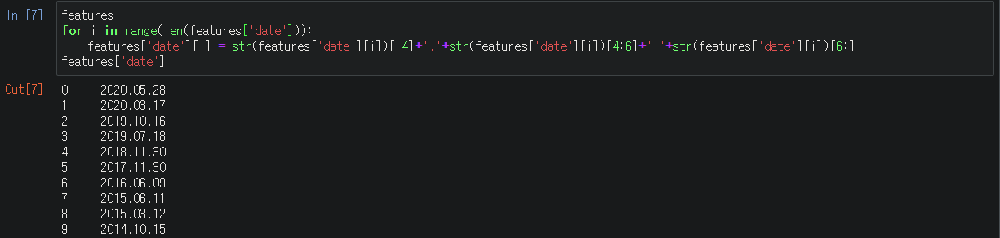 In [7]: features
for i in range(len(features['date'])):
features['date'][i] = str(features['date'][i])[:4]+'.'+str(features['date'][i])[4:6]+'.'+str(features['date'][i])[6:]
features['date']
Out[7]: 0 2020.05.28
1 2020.03.17
2 2019.10.16
3 2019.07.18
4 2018.11.30
5 2017.11.30
6 2016.06.09
7 2015.06.11
8 2015.03.12
9 2014.10.15